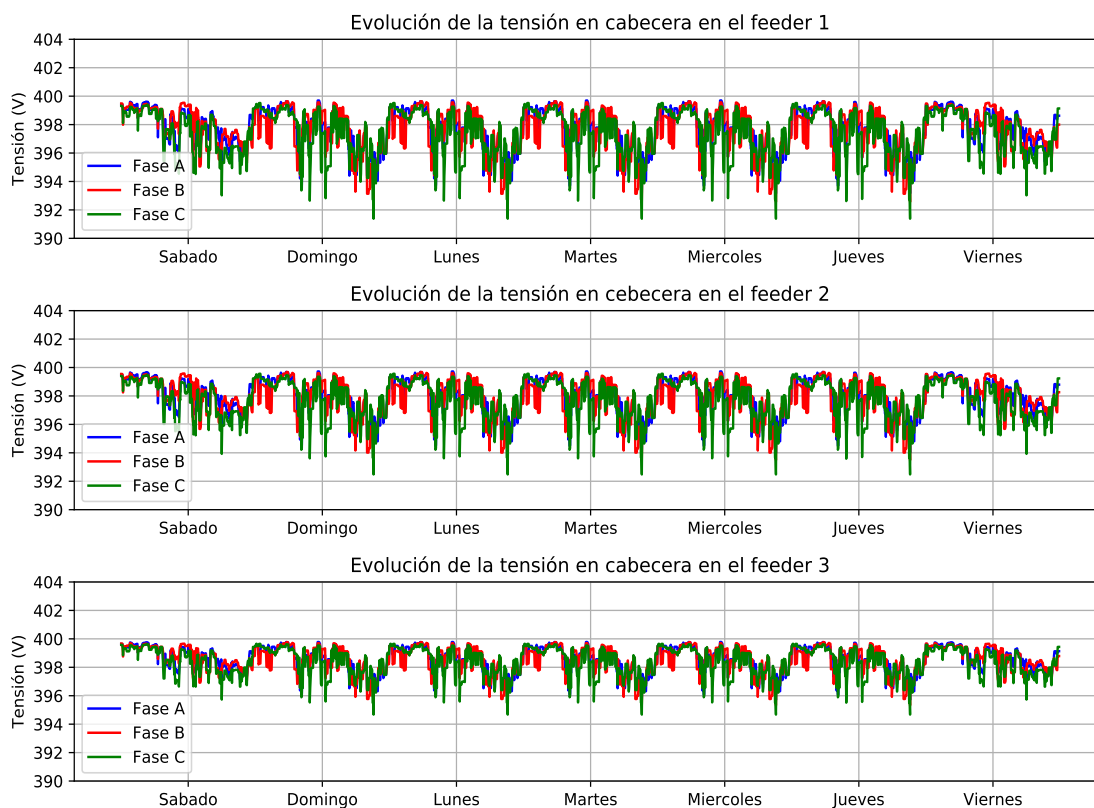 Evolución de la tensión en cabecera en el feeder 1
404
402
400
398
396
394
392
390
Tensión (V)
Fase A
Fase B
Fase C
Sabado Domingo Lunes Martes Miercoles Jueves Viernes
Evolución de la tensión en cebecera en el feeder 2
404
402
400
398
396
394
392
390
Tensión (V)
Fase A
Fase B
Fase C
Sabado Domingo Lunes Martes Miercoles Jueves Viernes
Evolución de la tensión en cabecera en el feeder 3
404
402
400
398
396
394
392
390
Tensión (V)
Fase A
Fase B
Fase C
Sabado Domingo Lunes Martes Miercoles Jueves Viernes